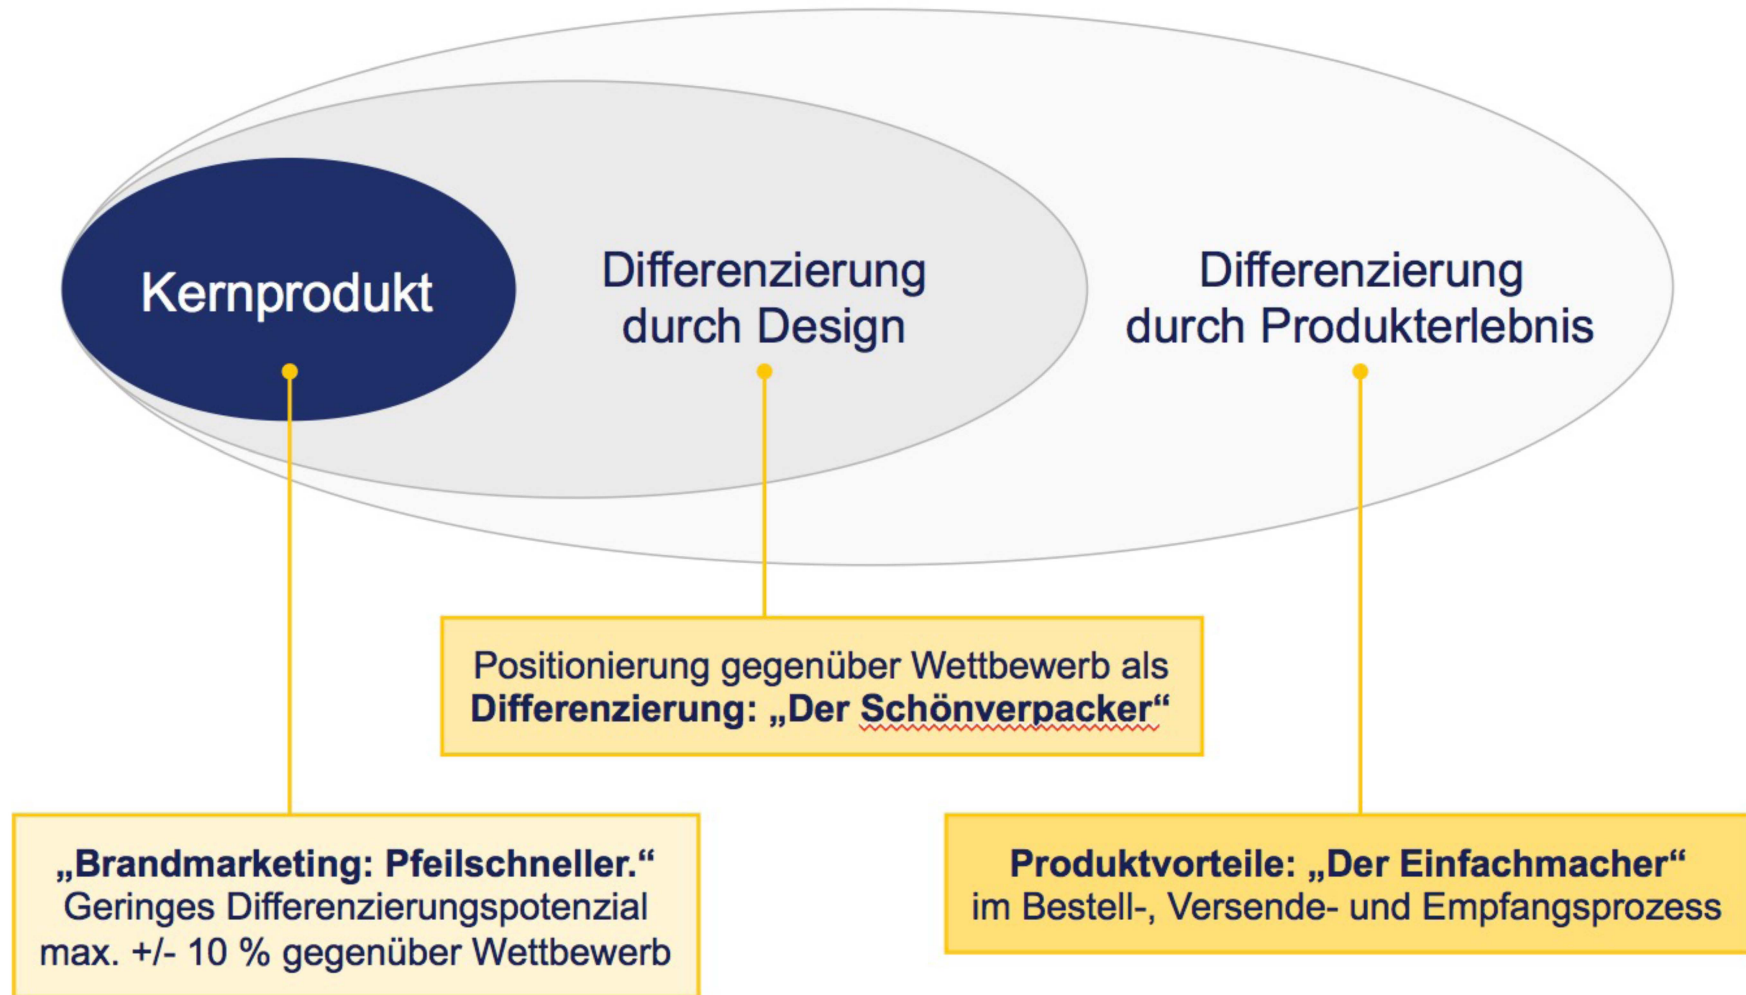 Kernprodukt
Differenzierung
durch Design
Differenzierung
durch Produkterlebnis
Positionierung gegenüber Wettbewerb als
Differenzierung: „Der Schönverpacker“
„Brandmarketing: Pfeilschneller.“
Geringes Differenzierungspotenzial
max. +/- 10 % gegenüber Wettbewerb
Produktvorteile: „Der Einfachmacher“
im Bestell-, Versende- und Empfangsprozess